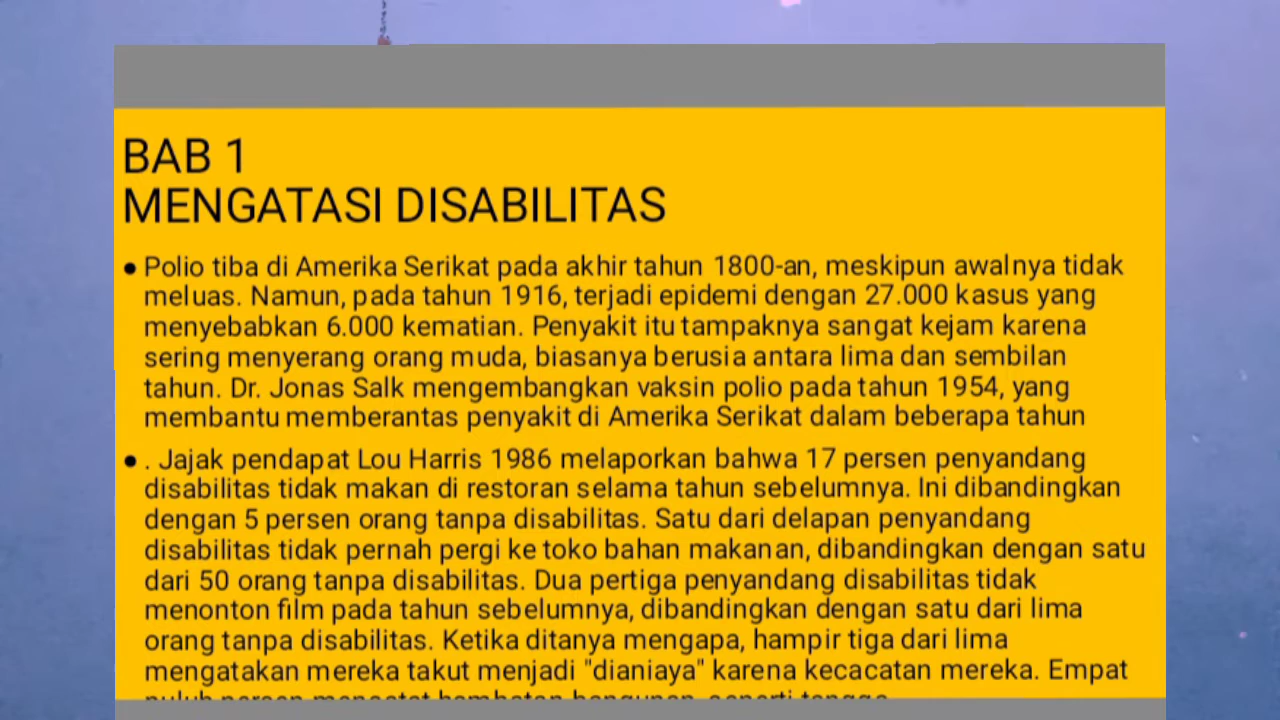 BAB 1
MENGATASI DISABILITAS
● Polio tiba di Amerika Serikat pada akhir tahun 1800-an, meskipun awalnya tidak
meluas. Namun, pada tahun 1916, terjadi epidemi dengan 27.000 kasus yang
menyebabkan 6.000 kematian. Penyakit itu tampaknya sangat kejam karena
sering menyerang orang muda, biasanya berusia antara lima dan sembilan
tahun. Dr. Jonas Salk mengembangkan vaksin polio pada tahun 1954, yang
membantu memberantas penyakit di Amerika Serikat dalam beberapa tahun
● . Jajak pendapat Lou Harris 1986 melaporkan bahwa 17 persen penyandang
disabilitas tidak makan di restoran selama tahun sebelumnya. Ini dibandingkan
dengan 5 persen orang tanpa disabilitas. Satu dari delapan penyandang
disabilitas tidak pernah pergi ke toko bahan makanan, dibandingkan dengan satu
dari 50 orang tanpa disabilitas. Dua pertiga penyandang disabilitas tidak
menonton film pada tahun sebelumnya, dibandingkan dengan satu dari lima
orang tanpa disabilitas. Ketika ditanya mengapa, hampir tiga dari lima
mengatakan mereka takut menjadi "dianiaya" karena kecacatan mereka. Empat